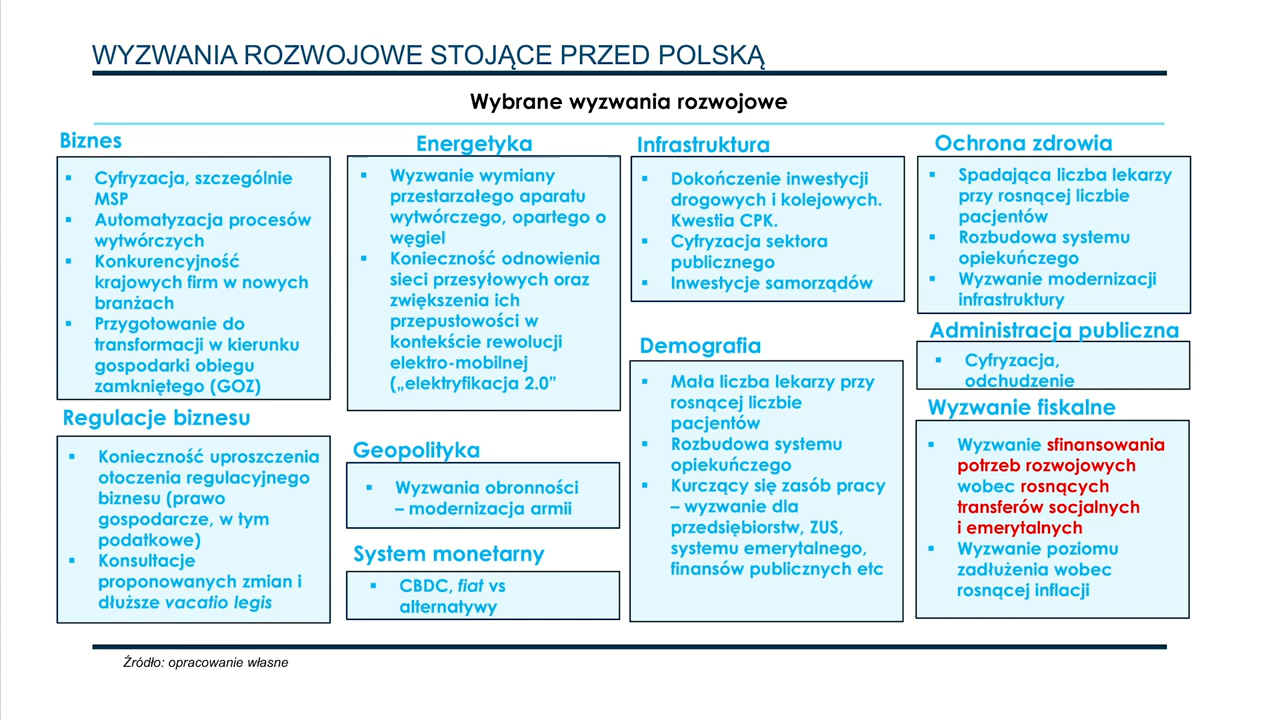 WYZWANIA ROZWOJOWE STOJĄCE PRZED POLSKĄ
Wybrane wyzwania rozwojowe
Biznes
▪ Cyfryzacja, szczególnie
MSP
▪ Automatyzacja procesów
wytwórczych
▪ Konkurencyjność
krajowych firm w nowych
branżach
▪ Przygotowanie do
transformacji w kierunku
gospodarki obiegu
zamkniętego (GOZ)
Regulacje biznesu
▪ Konieczność uproszczenia
otoczenia regulacyjnego
biznesu (prawo
gospodarcze, w tym
podatkowe)
▪ Konsultacje
proponowanych zmian i
dłuższe vacatio legis
Energetyka
▪ Wyzwanie wymiany
przestarzałego aparatu
wytwórczego, opartego o
węgiel
▪ Konieczność odnowienia
sieci przesyłowych oraz
zwiększenia ich
przepustowości w
kontekście rewolucji
elektro-mobilnej
(„elektryfikacja 2.0"
Geopolityka
▪ Wyzwania obronności
– modernizacja armii
System monetarny
▪ CBDC, fiat vs
alternatywy
Infrastruktura
▪ Dokończenie inwestycji
drogowych i kolejowych.
Kwestia CPK.
▪ Cyfryzacja sektora
publicznego
▪ Inwestycje samorządów
Demografia
▪ Mała liczba lekarzy przy
rosnącej liczbie
pacjentów
▪ Rozbudowa systemu
opiekuńczego
▪ Kurczący się zasób pracy
– wyzwanie dla
przedsiębiorstw, ZUS,
systemu emerytalnego,
finansów publicznych etc
Ochrona zdrowia
▪ Spadająca liczba lekarzy
przy rosnącej liczbie
pacjentów
▪ Rozbudowa systemu
opiekuńczego
▪ Wyzwanie modernizacji
infrastruktury
Administracja publiczna
▪ Cyfryzacja,
odchudzenie
Wyzwanie fiskalne
▪ Wyzwanie sfinansowania
potrzeb rozwojowych
wobec rosnących
transferów socjalnych
i emerytalnych
▪ Wyzwanie poziomu
zadłużenia wobec
rosnącej inflacji
Źródło: opracowanie własne